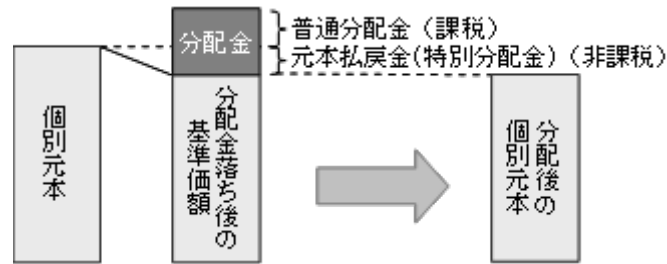 分配金
普通分配金（課税）
元本払戻金(特別分配金)（非課税）
個別元本
分配金落ち後の
基準価額
分配後の
個別元本